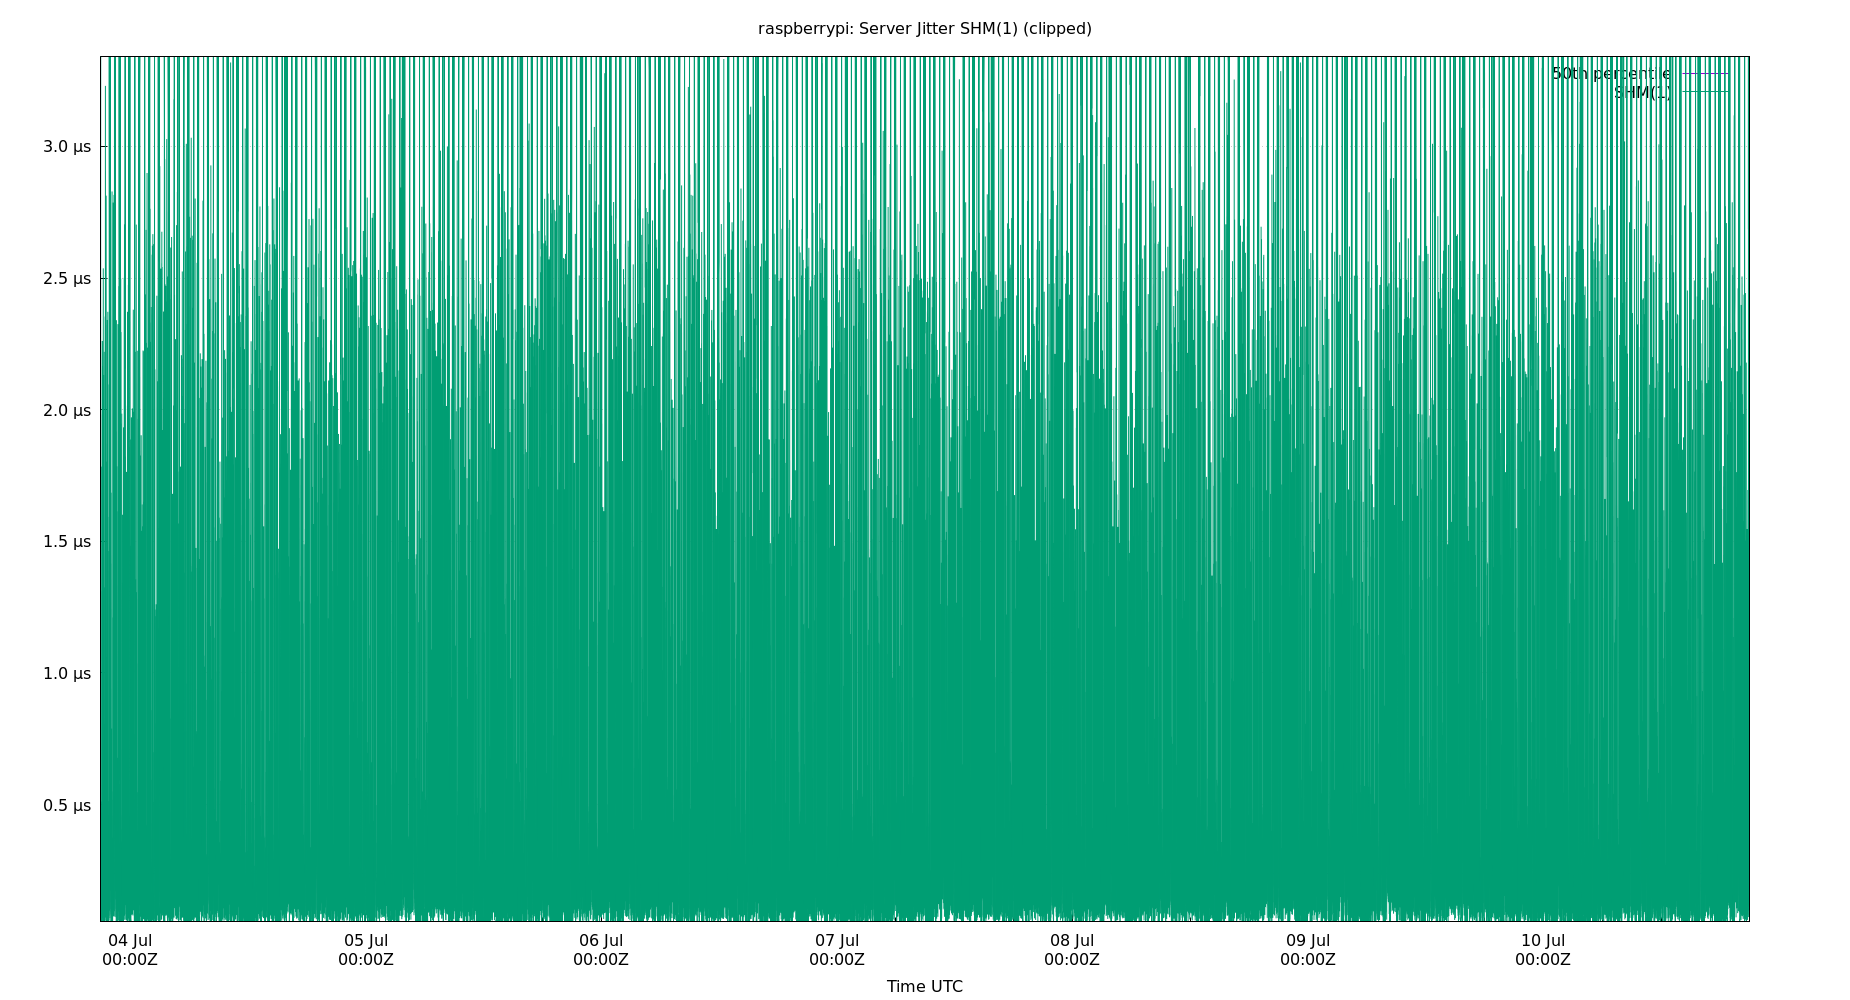 raspberrypi: Server Jitter SHM(1) (clipped)
50th percentile
SHM(1)
3.0 µs
2.5 µs
2.0 µs
1.5 µs
1.0 µs
0.5 µs
04 Jul 05 Jul 06 Jul 07 Jul 08 Jul 09 Jul 10 Jul
00:00Z 00:00Z 00:00Z 00:00Z 00:00Z 00:00Z 00:00Z
Time UTC